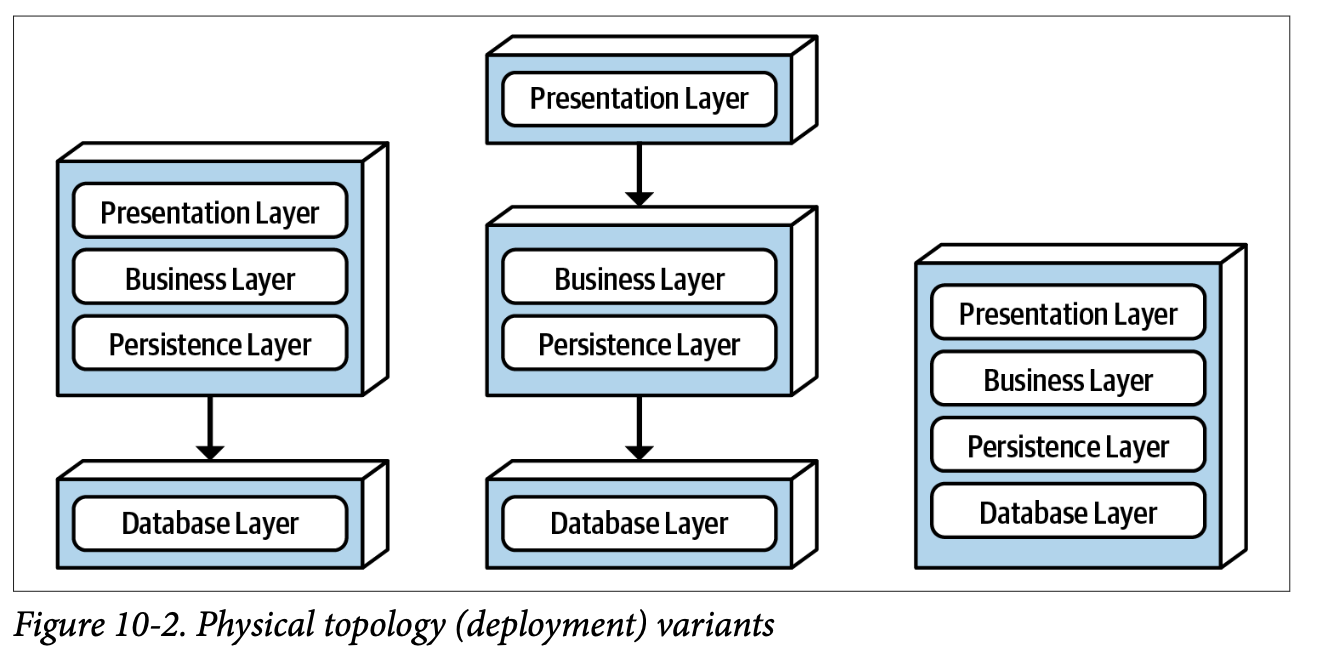 Presentation Layer
Business Layer
Persistence Layer
Database Layer
Presentation Layer
Business Layer
Persistence Layer
Database Layer
Presentation Layer
Business Layer
Persistence Layer
Database Layer
Figure 10-2. Physical topology (deployment) variants